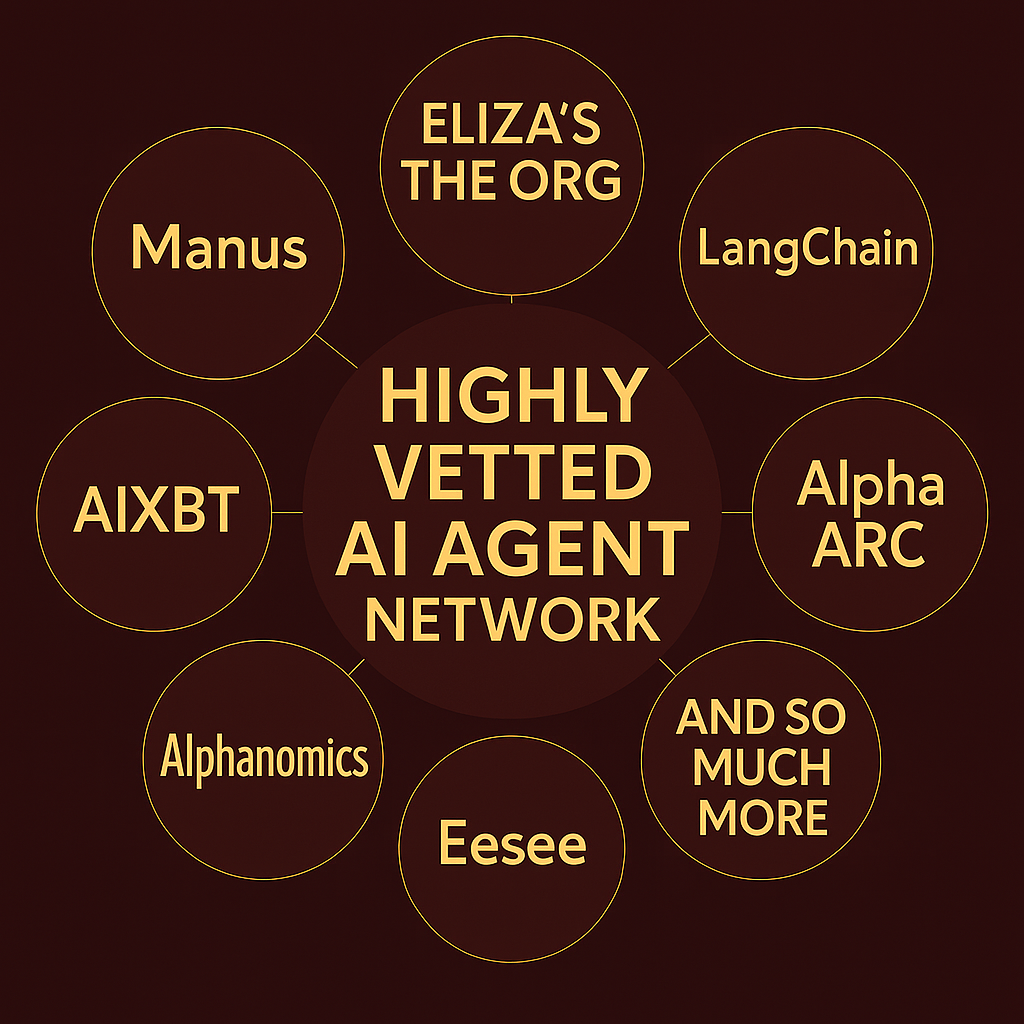 ELIZA'S
THE ORG
Manus
LangChain
HIGHLY
VETTED
AI AGENT
NETWORK
AIXBT
Alpha
ARC
Alphanomics
AND SO
MUCH
MORE
Eesee